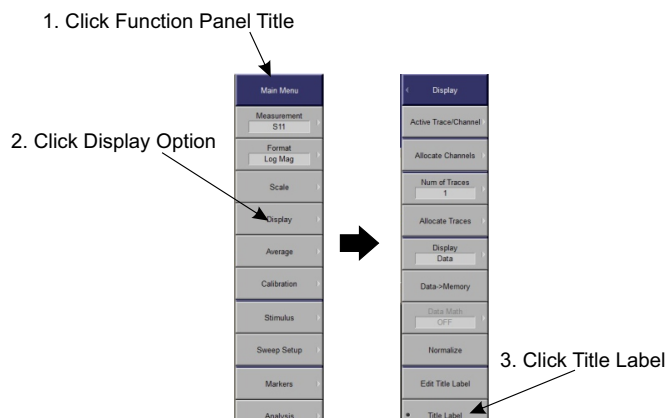 1. Click Function Panel Title
2. Click Display Option
Main Menu
Measurement
S11
Format
Log Mag
Scale
Display
Average
Calibration
Stimulus
Sweep Setup
Markers
Analysis
Display
Active Trace/Channel
Allocate Channels
Num of Traces
1
Allocate Traces
Display
Data
Data->Memory
Data Math
OFF
Normalize
Edit Title Label
Title Label
3. Click Title Label